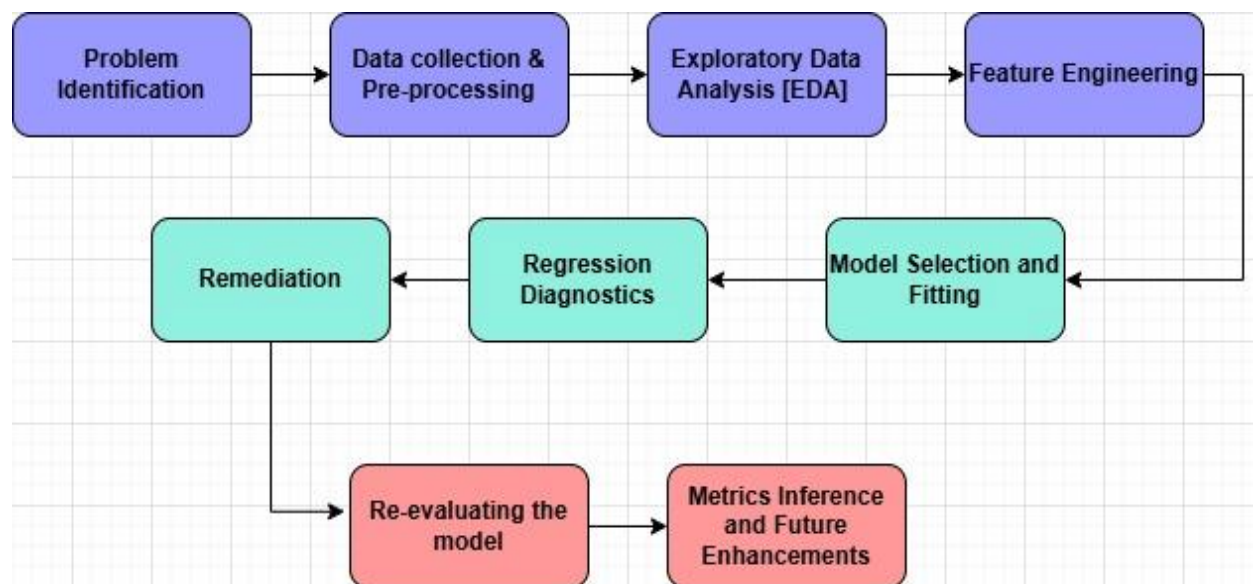 Problem
Identification
Data collection &
Pre-processing
Exploratory Data
Analysis [EDA]
Feature Engineering
Model Selection and
Fitting
Regression
Diagnostics
Remediation
Re-evaluating the
model
Metrics Inference
and Future
Enhancements